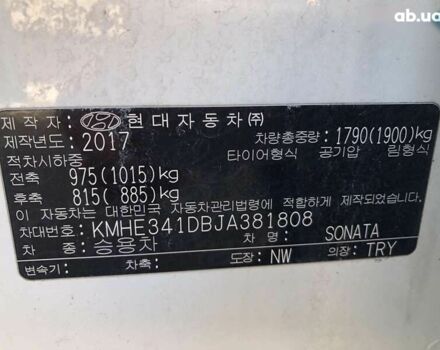 ab.ua
제 작 자 : 현대자동차㈜
제작년도: 2017 차량총중량: 1790(1900)kg
적차시하중 타이어형식 공기압 림형식
전축 975(1015)kg
후축 815( 885)kg
이 자동차는 대한민국 자동차관리법령에 적합하게 제작되었습니다.
차대번호: KMHE341DBJA381808
차 종: 승용차 SONATA
변속기: 차축: 도장: NW 의장: TRY